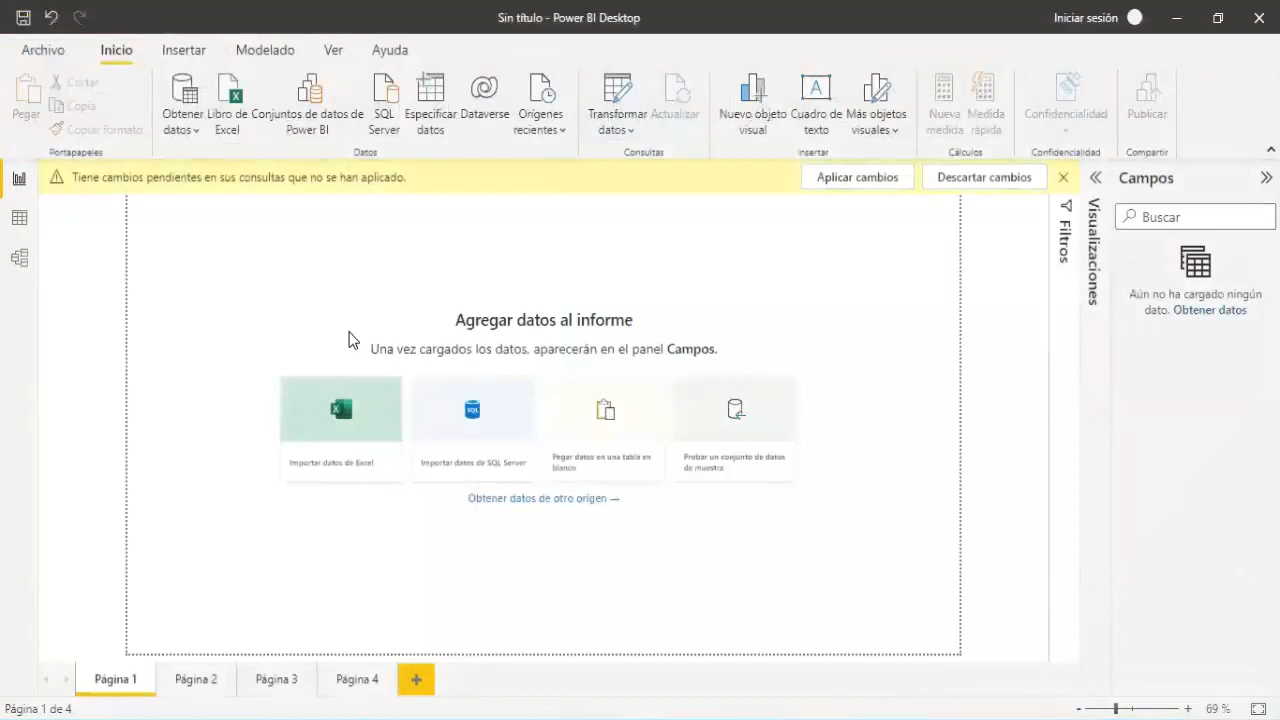 Sin título - Power BI Desktop
Iniciar sesión
Archivo Inicio Insertar Modelado Ver Ayuda
Pegar
Cortar
Copia
Copiar formato
Portapapeles
Obtener datos
Libro de Excel
Conjuntos de datos de Power BI
SQL Server
Especificar datos
Dataverse
Orígenes recientes
Datos
Transformar datos
Actualizar
Consultas
Nuevo objeto visual
Cuadro de texto
Más objetos visuales
Insertar
Nueva medida
Medida rápida
Cálculos
Confidencialidad
Confidencialidad
Publicar
Compartir
Tiene cambios pendientes en sus consultas que no se han aplicado.
Aplicar cambios
Descartar cambios
Filtros
Visualizaciones
Campos
Buscar
Aún no ha cargado ningún
dato. Obtener datos
Agregar datos al informe
Una vez cargados los datos, aparecerán en el panel Campos.
SQL
Importar datos de Excel
Importar datos de SQL Server
Pegar datos en una tabla en
blanco
Probar un conjunto de datos
de muestra
Obtener datos de otro origen →
Página 1 Página 2 Página 3 Página 4 +
Página 1 de 4
- + 69 %